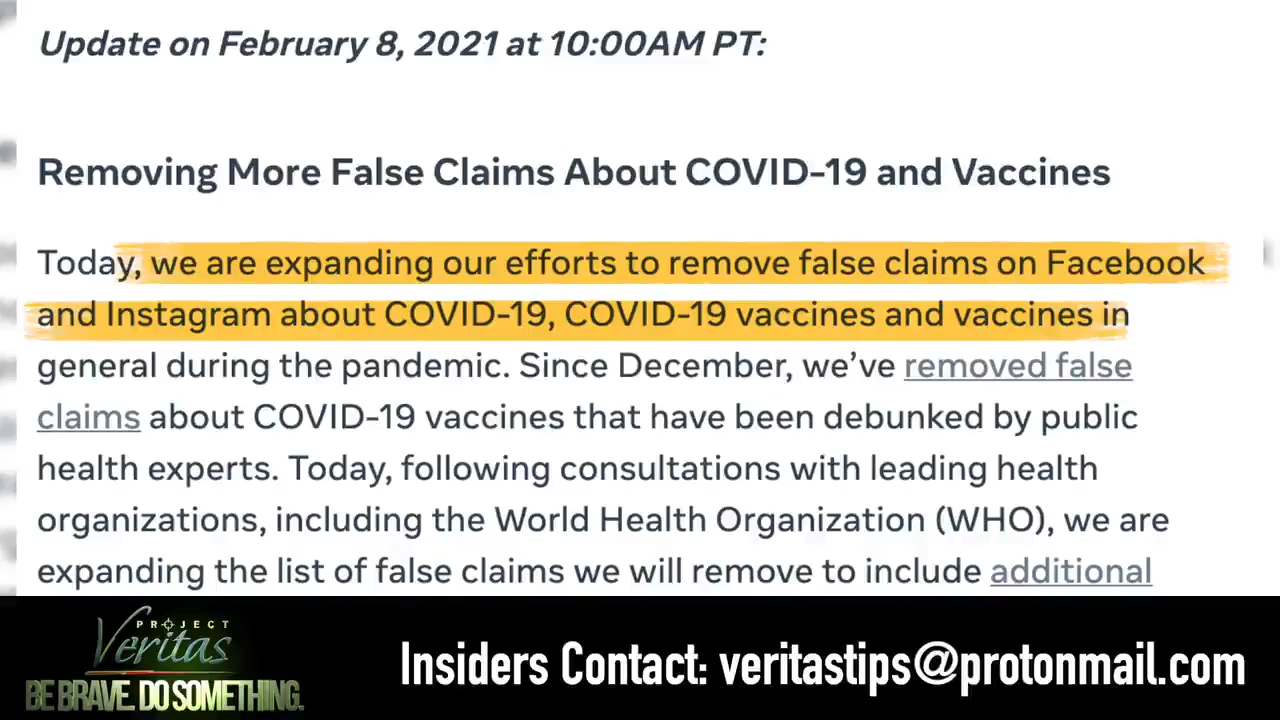 Update on February 8, 2021 at 10:00AM PT:
Removing More False Claims About COVID-19 and Vaccines
Today, we are expanding our efforts to remove false claims on Facebook
and Instagram about COVID-19, COVID-19 vaccines and vaccines in
general during the pandemic. Since December, we’ve removed false
claims about COVID-19 vaccines that have been debunked by public
health experts. Today, following consultations with leading health
organizations, including the World Health Organization (WHO), we are
expanding the list of false claims we will remove to include additional
PROJECT
Veritas
BE BRAVE. DO SOMETHING.
Insiders Contact: veritastips@protonmail.com